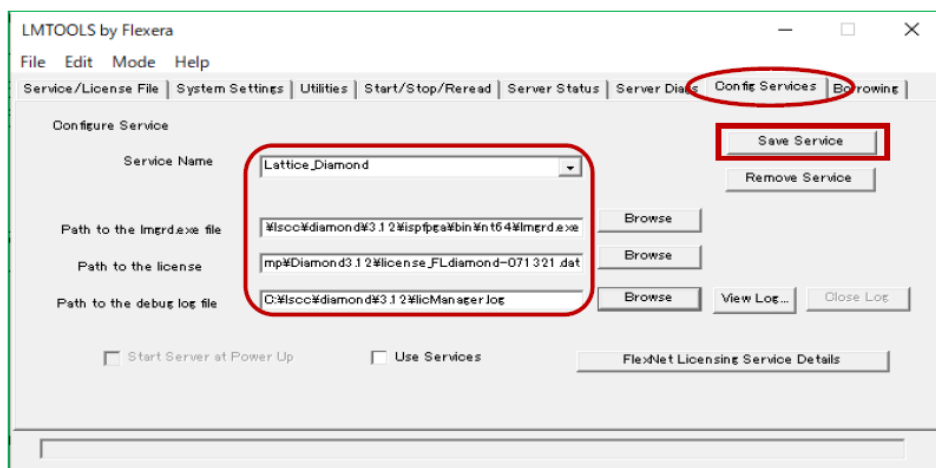 LMTOOLS by Flexera
File Edit Mode Help
Service/License File System Settings Utilities Start/Stop/Reread Server Status Server Diags Config Services Borrowing
Configure Service
Service Name
Lattice_Diamond
Save Service
Remove Service
Path to the lmgrd.exe file
¥lscc¥diamond¥3.12¥ispfpga¥bin¥nt64¥lmgrd.exe
Browse
Path to the license
mp¥Diamond3.12¥license_FLdiamond-071321.dat
Browse
Path to the debug log file
C:¥lscc¥diamond¥3.12¥licManager.log
Browse
View Log...
Close Log
Start Server at Power Up
Use Services
FlexNet Licensing Service Details